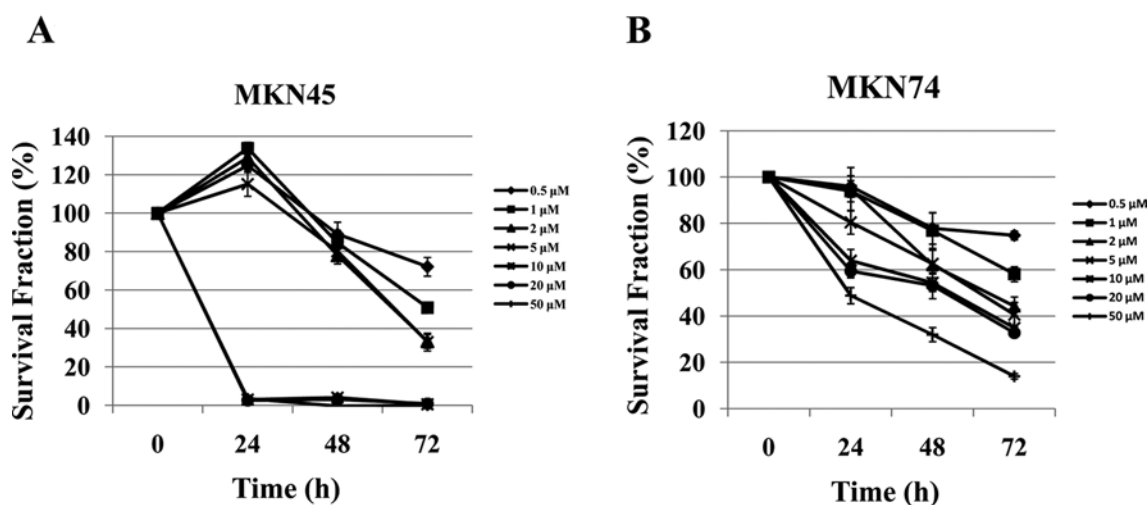 A
MKN45
Survival Fraction (%)
140
120
100
80
60
40
20
0
0 24 48 72
Time (h)
0.5 µM
1 µM
2 µM
5 µM
10 µM
20 µM
50 µM
B
MKN74
Survival Fraction (%)
120
100
80
60
40
20
0
0 24 48 72
Time (h)
0.5 µM
1 µM
2 µM
5 µM
10 µM
20 µM
50 µM